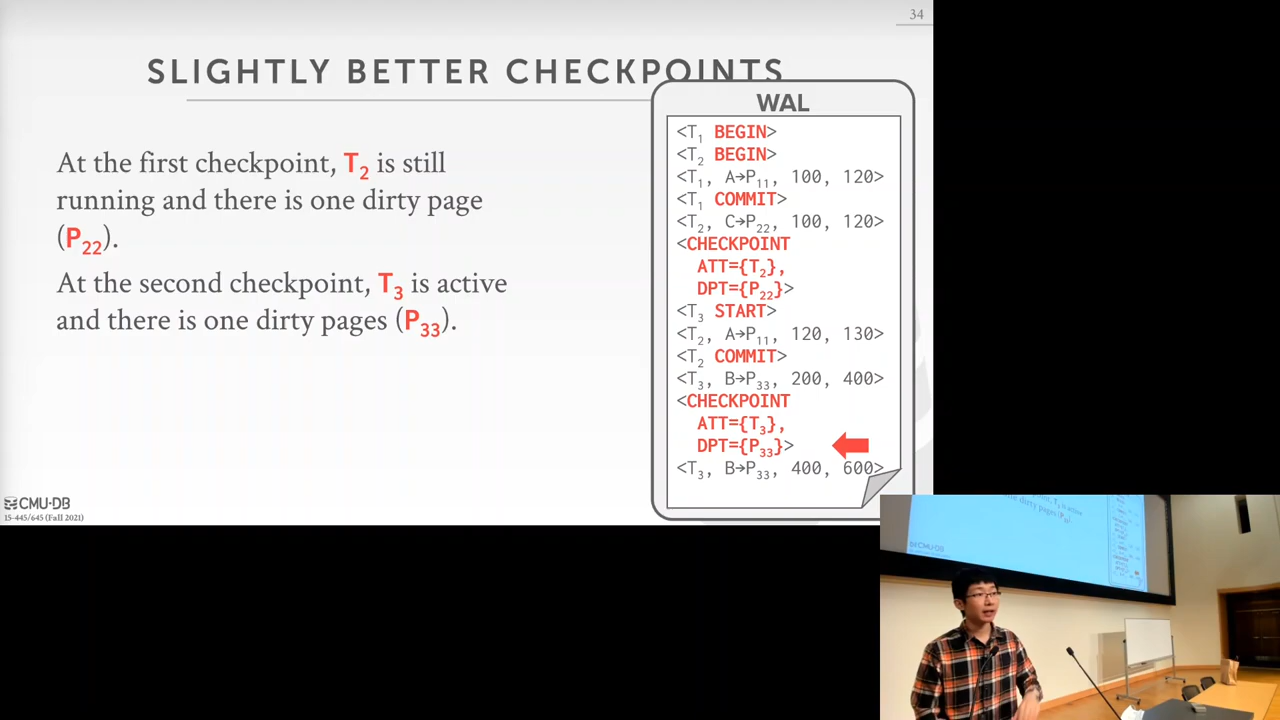 34
SLIGHTLY BETTER CHECKPOINTS
At the first checkpoint, T2 is still
running and there is one dirty page
(P22).
At the second checkpoint, T3 is active
and there is one dirty pages (P33).
WAL
<T1 BEGIN>
<T2 BEGIN>
<T1, A→P11, 100, 120>
<T1 COMMIT>
<T2, C→P22, 100, 120>
<CHECKPOINT
ATT={T2},
DPT={P22}>
<T3 START>
<T2, A→P11, 120, 130>
<T2 COMMIT>
<T3, B→P33, 200, 400>
<CHECKPOINT
ATT={T3},
DPT={P33}>
<T3, B→P33, 400, 600>
CMU·DB
15-445/645 (Fall 2021)